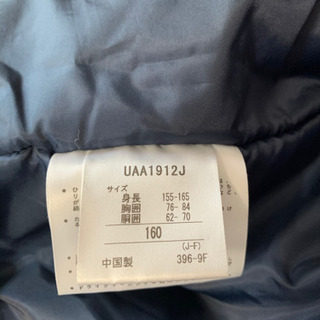 UAA1912J
サイズ
身長 155-165
胸囲 76- 84
胴囲 62- 70
160
(J-F)
中国製 396-9F